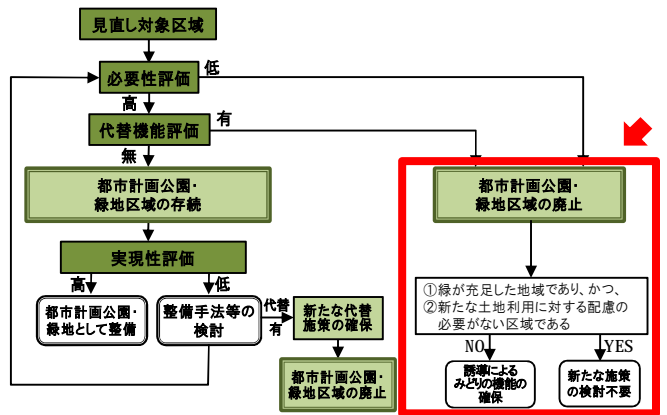 見直し対象区域
必要性評価
低
高
代替機能評価
有
無
都市計画公園・
緑地区域の存続
都市計画公園・
緑地区域の廃止
実現性評価
高
低
都市計画公園・
緑地として整備
整備手法等の
検討
代替
有
新たな代替
施策の確保
都市計画公園・
緑地区域の廃止
①緑が充足した地域であり、かつ、
②新たな土地利用に対する配慮の
必要がない区域である
NO
YES
誘導による
みどりの機能の
確保
新たな施策
の検討不要